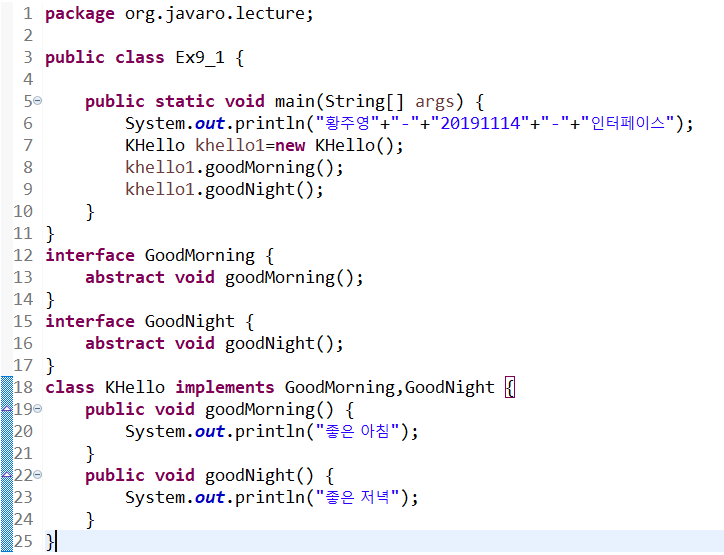 1 package org.javaro.lecture;
2
3 public class Ex9_1 {
4
5 public static void main(String[] args) {
6 System.out.println("황주영"+"-"+"20191114"+"-"+"인터페이스");
7 KHello khello1=new KHello();
8 khello1.goodMorning();
9 khello1.goodNight();
10 }
11 }
12 interface GoodMorning {
13 abstract void goodMorning();
14 }
15 interface GoodNight {
16 abstract void goodNight();
17 }
18 class KHello implements GoodMorning,GoodNight {
19 public void goodMorning() {
20 System.out.println("좋은 아침");
21 }
22 public void goodNight() {
23 System.out.println("좋은 저녁");
24 }
25 }